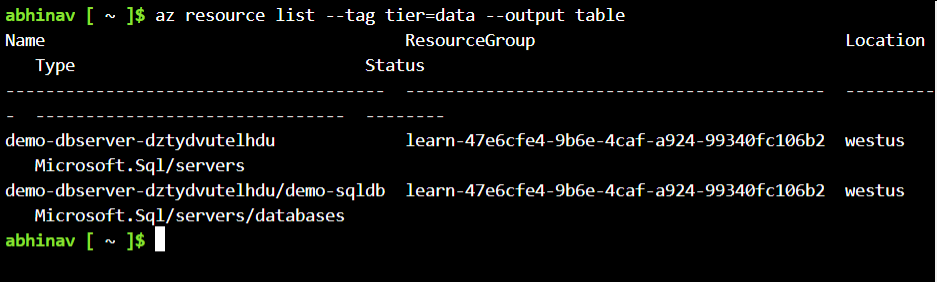 abhinav [ ~ ]$ az resource list --tag tier=data --output table
Name                                    ResourceGroup                               Location
   Type                             Status
--------------------------------------  ------------------------------------------  ---------
-  -------------------------------  --------
demo-dbserver-dztydvutelhdu             learn-47e6cfe4-9b6e-4caf-a924-99340fc106b2  westus
   Microsoft.Sql/servers
demo-dbserver-dztydvutelhdu/demo-sqldb  learn-47e6cfe4-9b6e-4caf-a924-99340fc106b2  westus
   Microsoft.Sql/servers/databases
abhinav [ ~ ]$